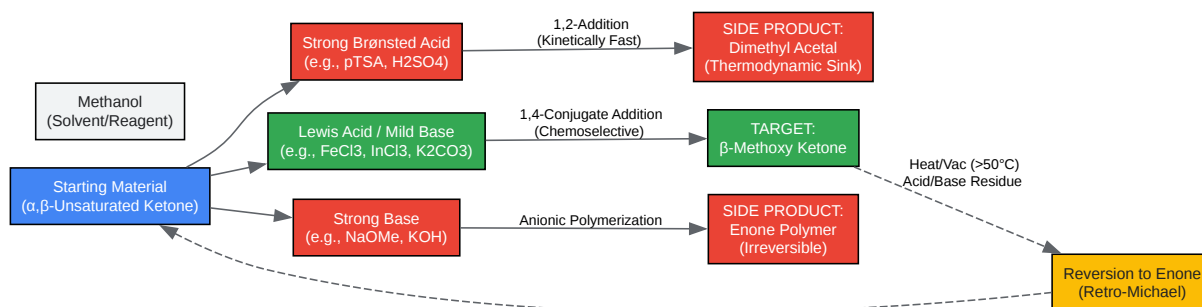 Methanol
(Solvent/Reagent)
Starting Material
(α,β-Unsaturated Ketone)
Strong Brønsted Acid
(e.g., pTSA, H2SO4)
1,2-Addition
(Kinetically Fast)
SIDE PRODUCT:
Dimethyl Acetal
(Thermodynamic Sink)
Lewis Acid / Mild Base
(e.g., FeCl3, InCl3, K2CO3)
1,4-Conjugate Addition
(Chemoselective)
TARGET:
β-Methoxy Ketone
Strong Base
(e.g., NaOMe, KOH)
Anionic Polymerization
SIDE PRODUCT:
Enone Polymer
(Irreversible)
Heat/Vac (>50°C)
Acid/Base Residue
Reversion to Enone
(Retro-Michael)